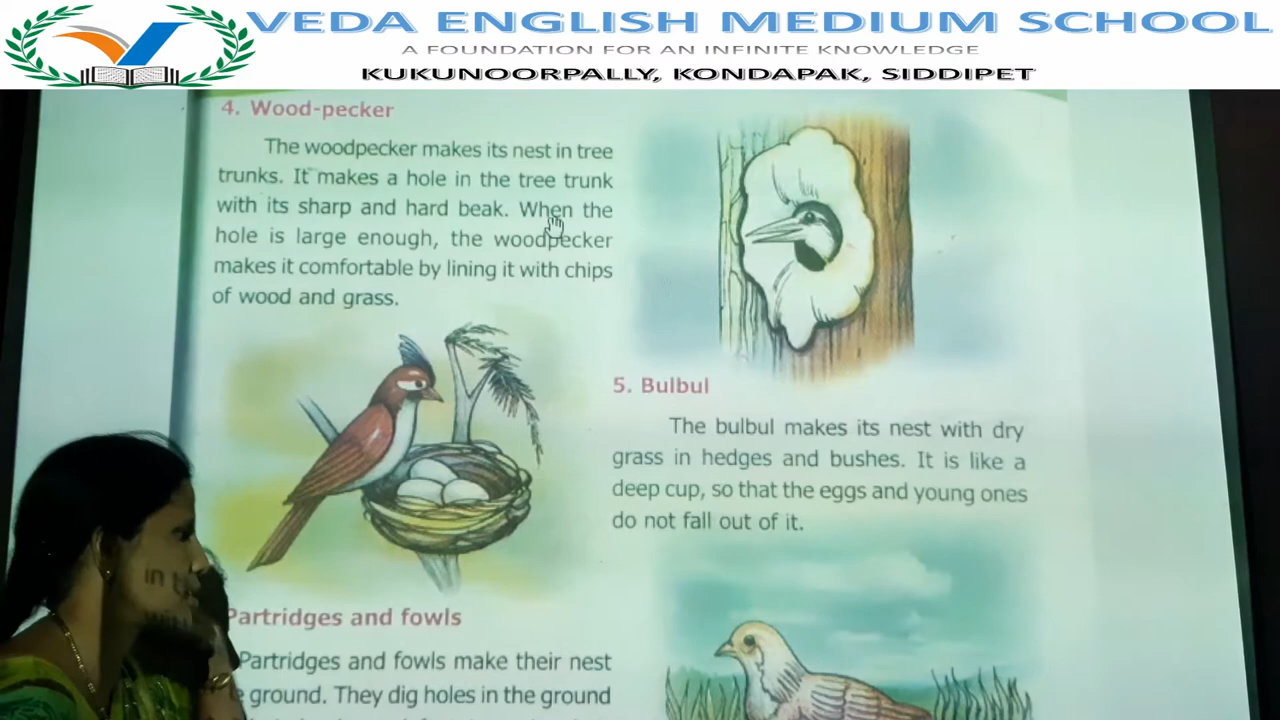 VEDA ENGLISH MEDIUM SCHOOL
A FOUNDATION FOR AN INFINITE KNOWLEDGE
KUKUNOORPALLY, KONDAPAK, SIDDIPET
4. Wood-pecker
The woodpecker makes its nest in tree
trunks. It makes a hole in the tree trunk
with its sharp and hard beak. When the
hole is large enough, the woodpecker
makes it comfortable by lining it with chips
of wood and grass.
5. Bulbul
The bulbul makes its nest with dry
grass in hedges and bushes. It is like a
deep cup, so that the eggs and young ones
do not fall out of it.
Partridges and fowls
Partridges and fowls make their nest
ground. They dig holes in the ground